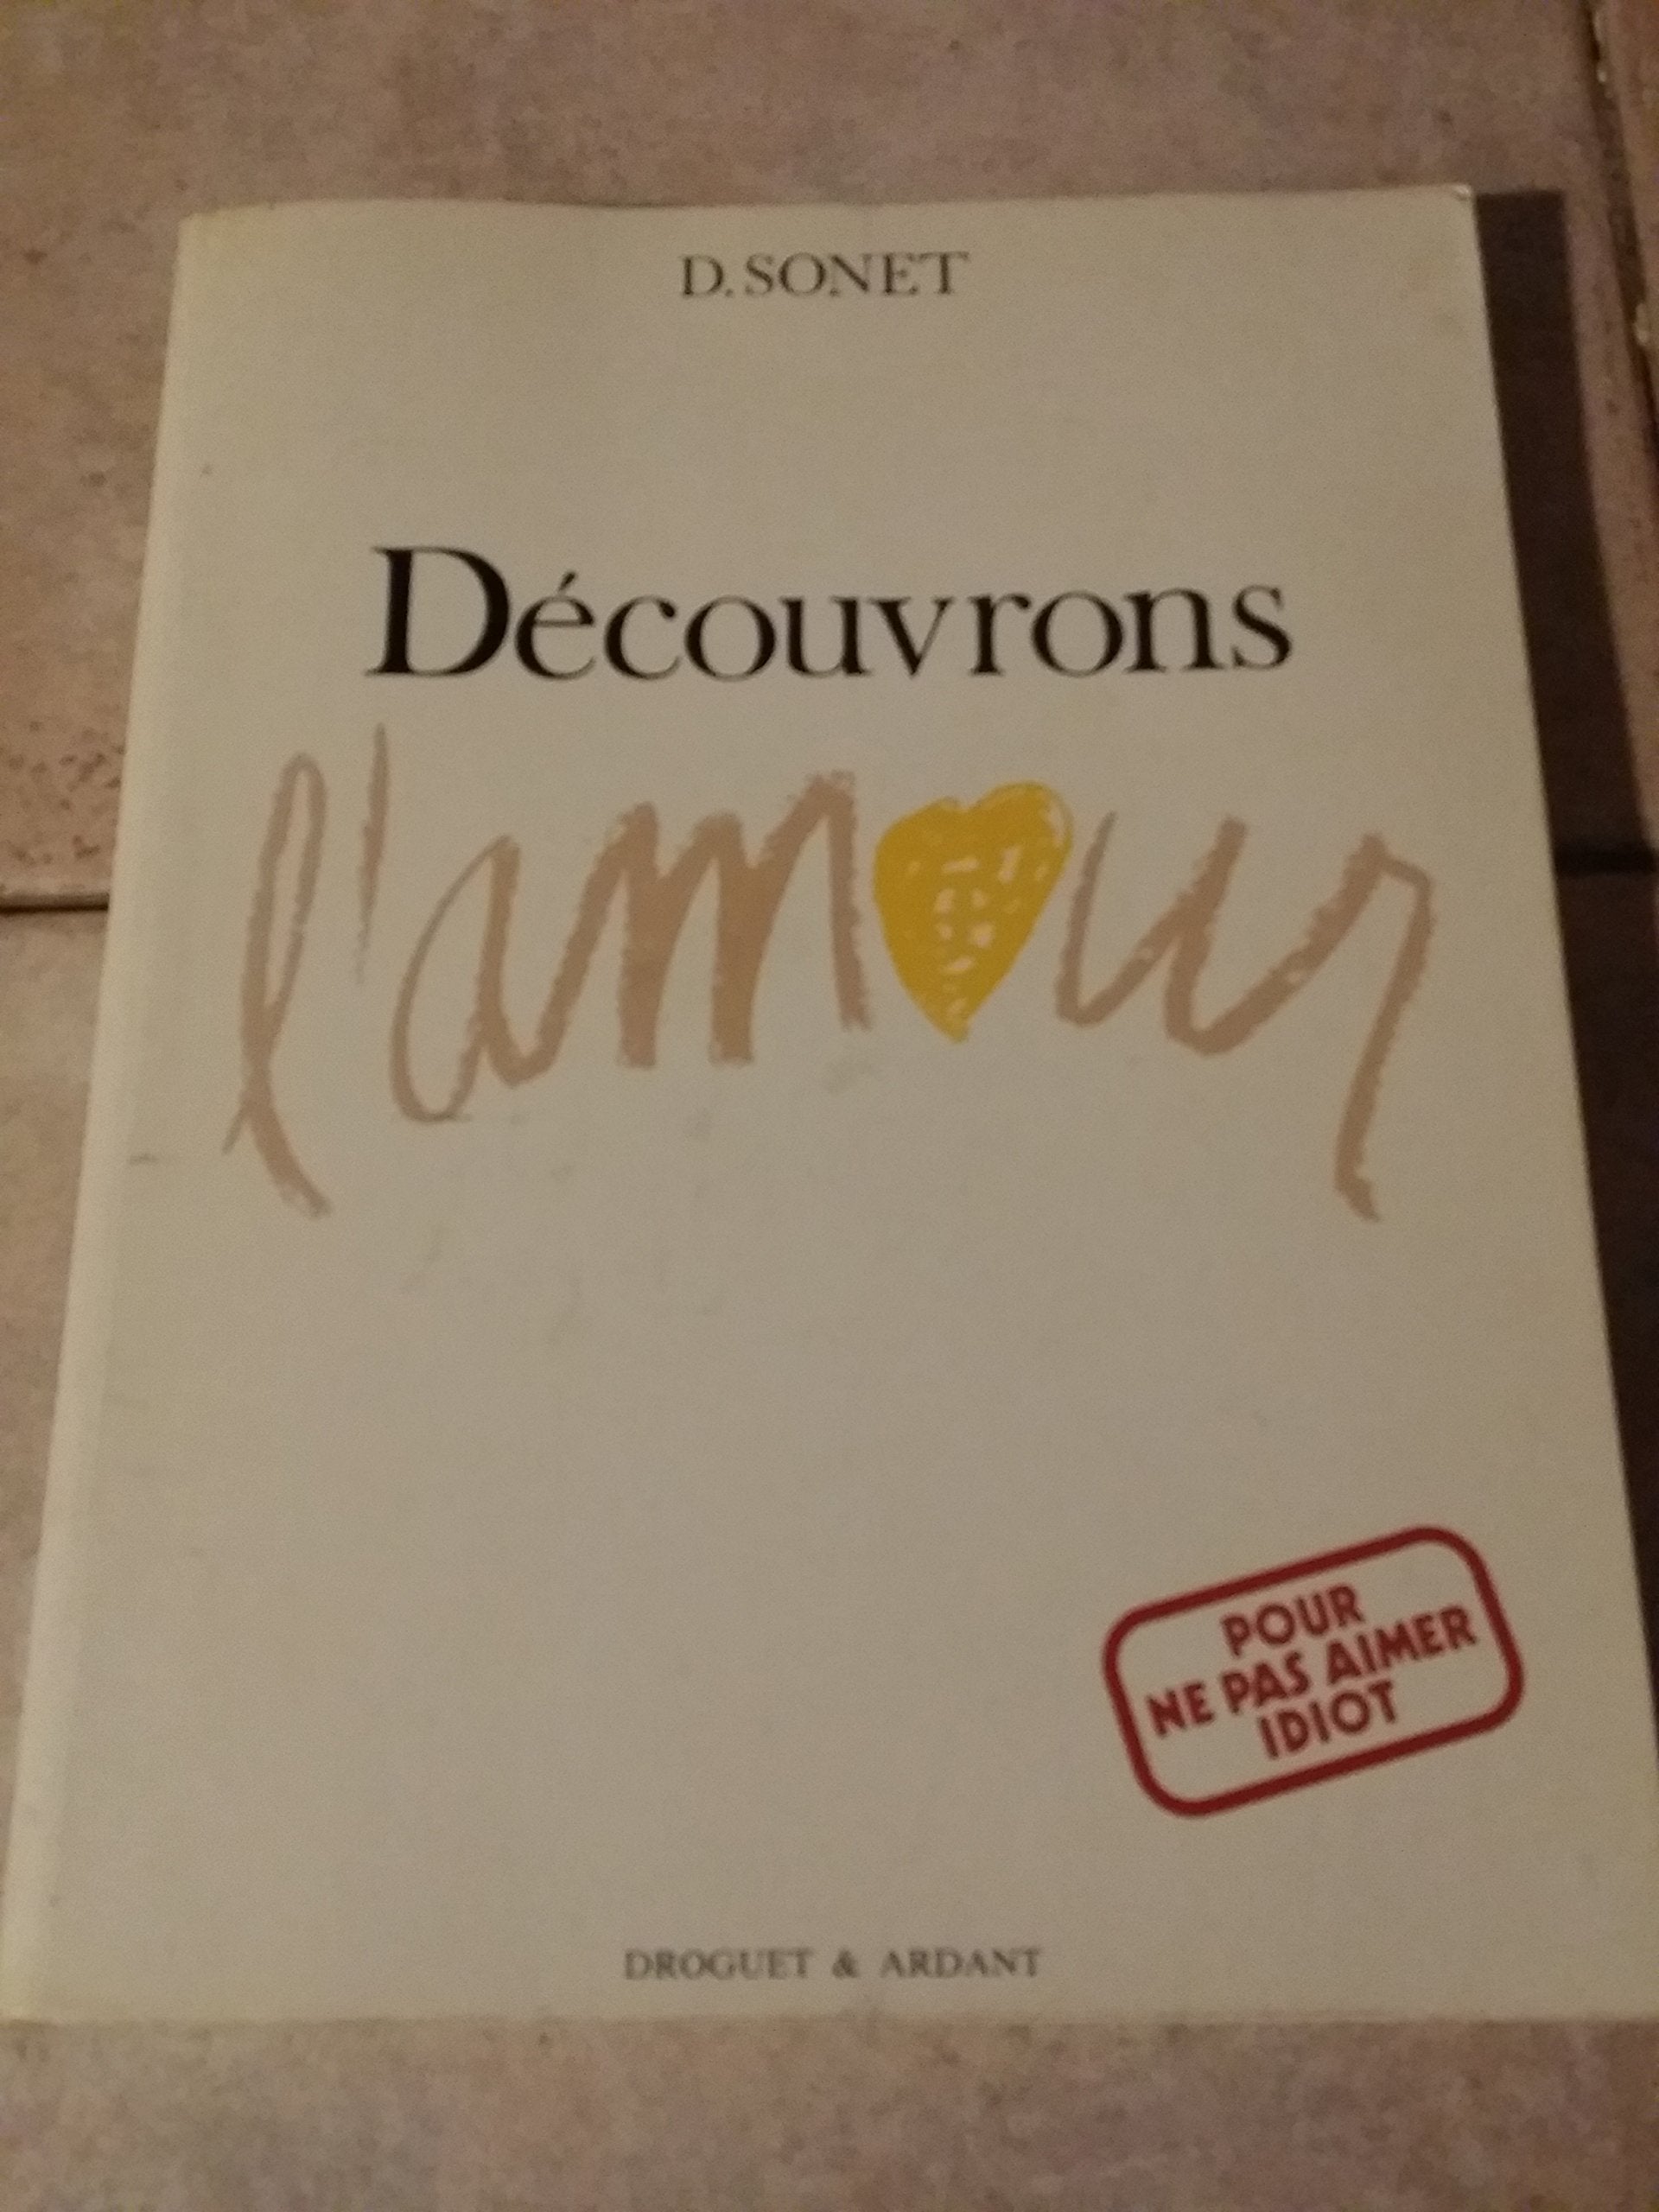 D. SONET
Découvrons
l'amour
POUR
NE PAS AIMER
IDIOT
DROGUET & ARDANT